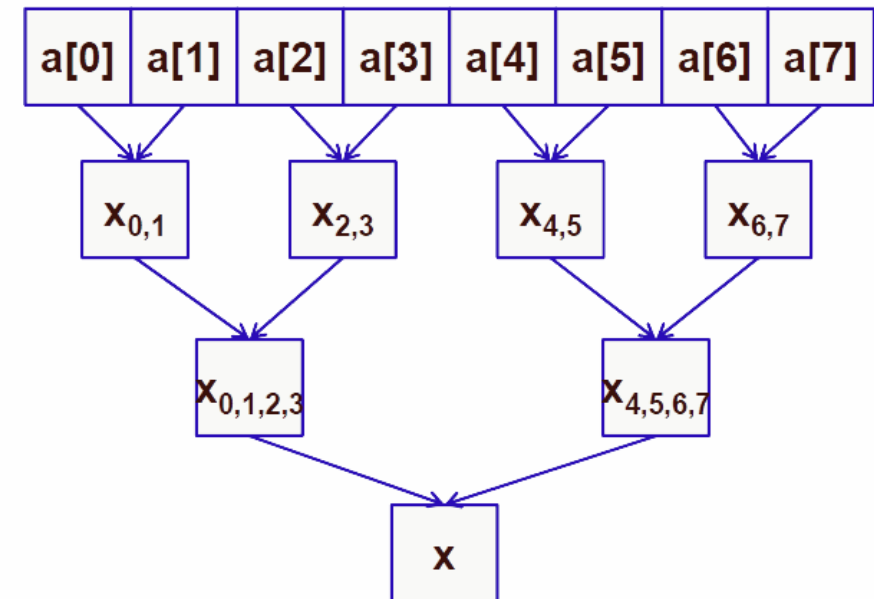 a[0] a[1] a[2] a[3] a[4] a[5] a[6] a[7]
x0,1 x2,3 x4,5 x6,7
x0,1,2,3 x4,5,6,7
x